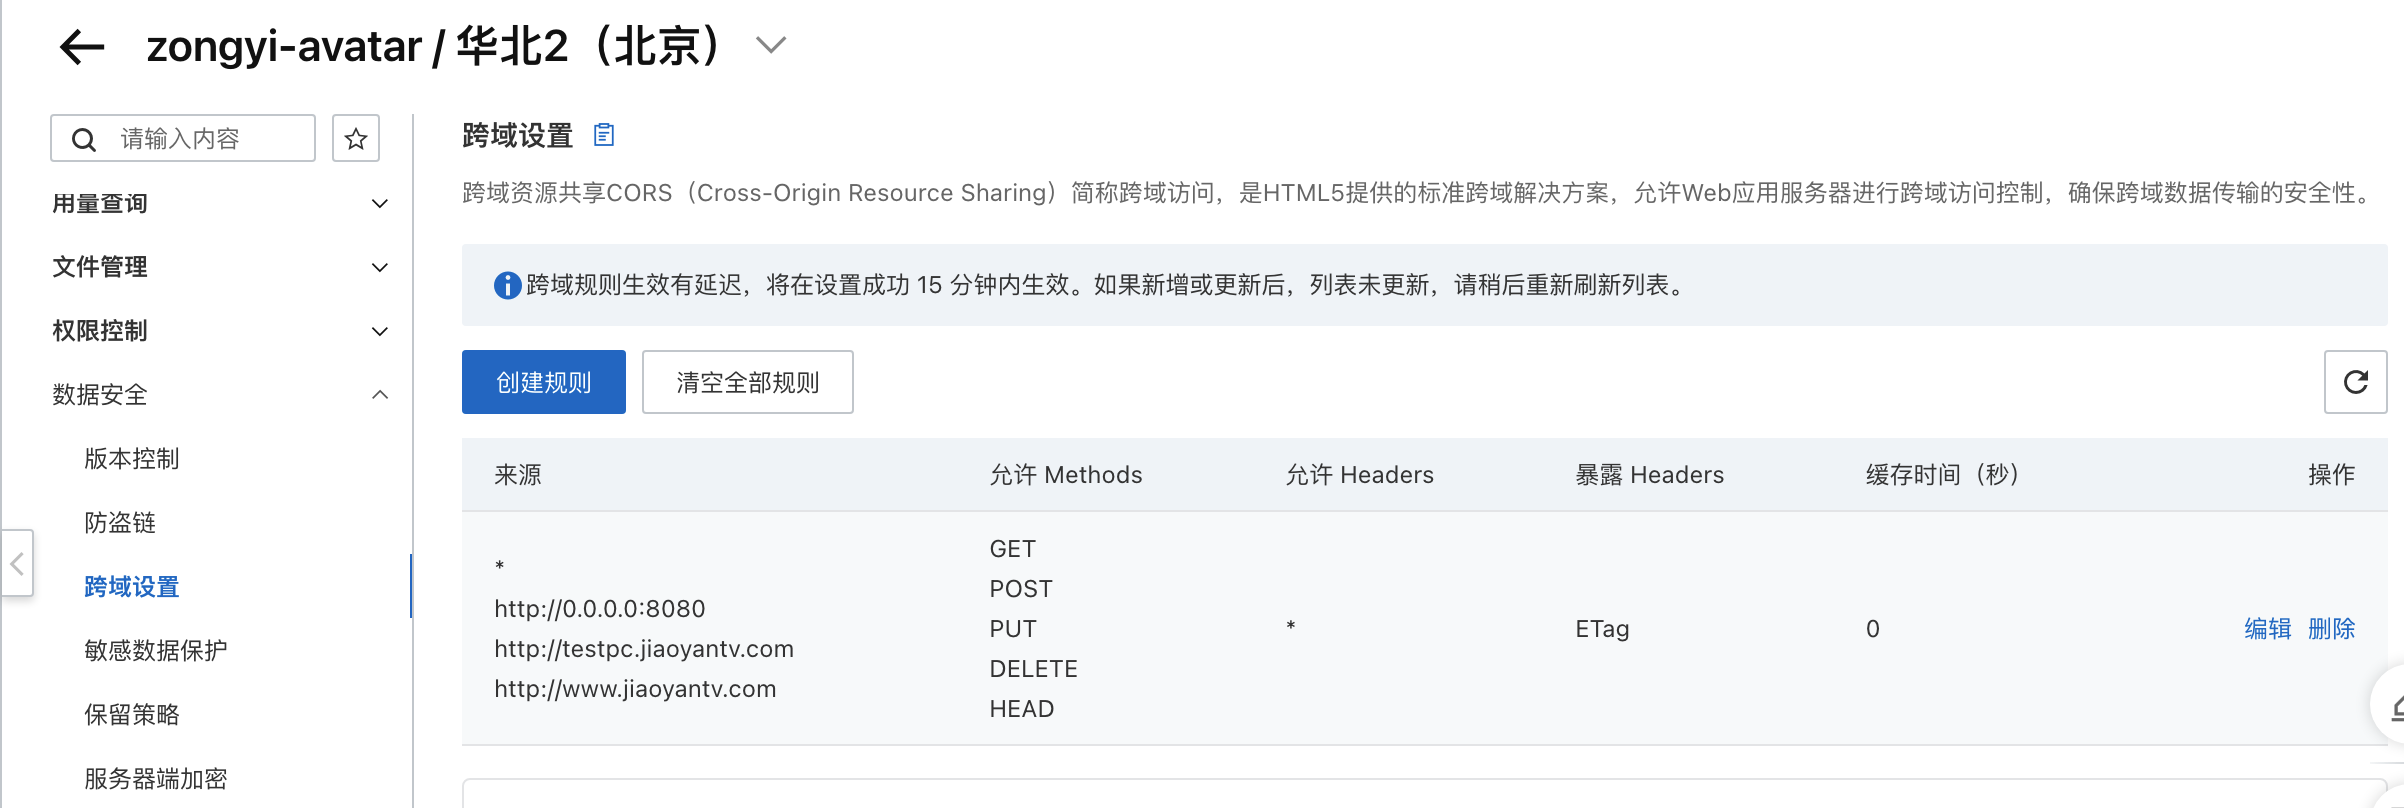 zongyi-avatar / 华北2（北京）
请输入内容
用量查询
文件管理
权限控制
数据安全
版本控制
防盗链
跨域设置
敏感数据保护
保留策略
服务器端加密
跨域设置
跨域资源共享CORS（Cross-Origin Resource Sharing）简称跨域访问，是HTML5提供的标准跨域解决方案，允许Web应用服务器进行跨域访问控制，确保跨域数据传输的安全性。
跨域规则生效有延迟，将在设置成功 15 分钟内生效。如果新增或更新后，列表未更新，请稍后重新刷新列表。
创建规则 清空全部规则
来源 允许 Methods 允许 Headers 暴露 Headers 缓存时间（秒） 操作
*
http://0.0.0.0:8080
http://testpc.jiaoyantv.com
http://www.jiaoyantv.com
GET
POST
PUT
DELETE
HEAD
*
ETag
0
编辑 删除